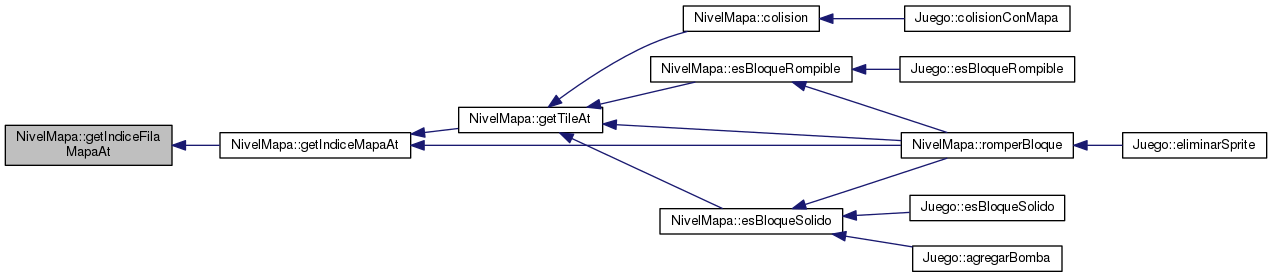 NivelMapa::getIndiceFila
MapaAt
NivelMapa::getIndiceMapaAt
NivelMapa::getTileAt
NivelMapa::colision
Juego::colisionConMapa
NivelMapa::esBloqueRompible
Juego::esBloqueRompible
NivelMapa::romperBloque
Juego::eliminarSprite
NivelMapa::esBloqueSolido
Juego::esBloqueSolido
Juego::agregarBomba